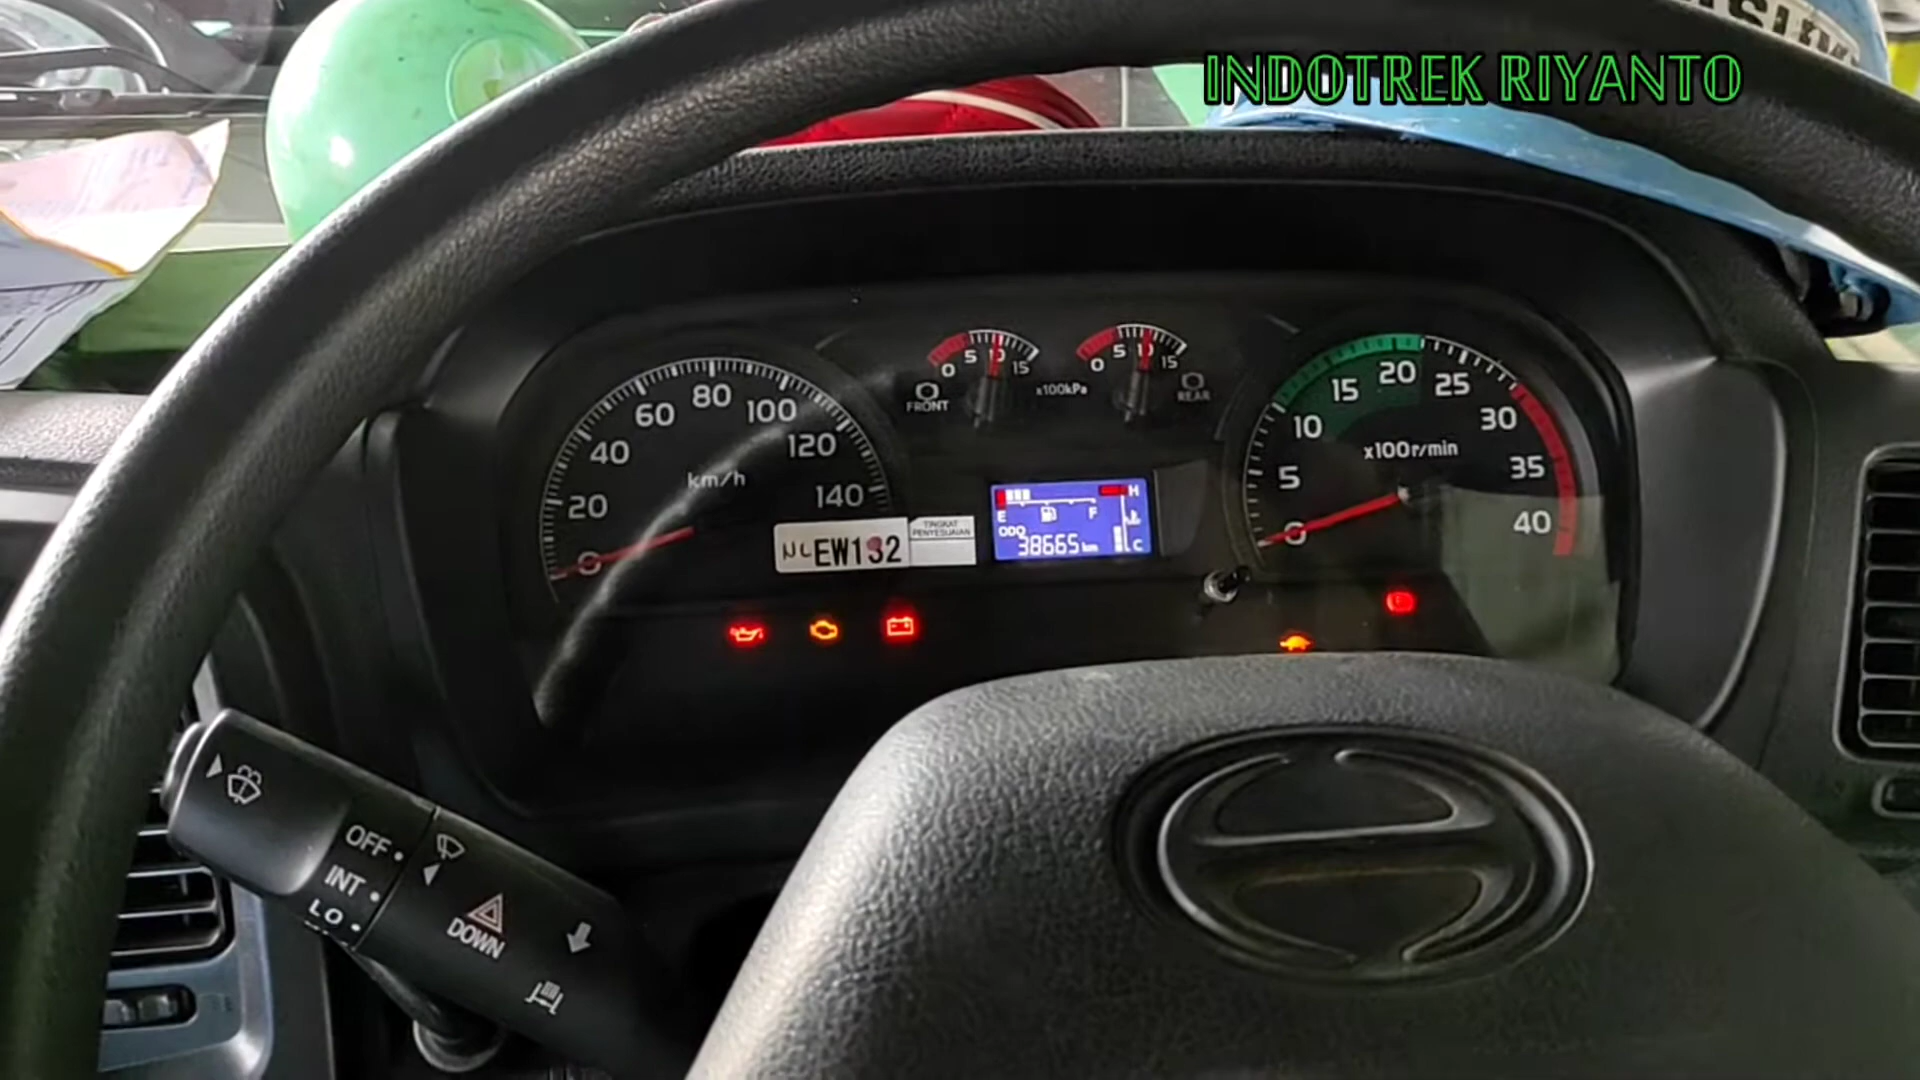 INDOTREK RIYANTO
0 5 10 15
FRONT
x100kPa
0 5 10 15
REAR
0 20 40 60 80 100 120 140
km/h
0 5 10 15 20 25 30 35 40
x100r/min
E F
H
C
ODO
38665 km
NL EW132
TINGKAT
PENYESUAIAN
OFF
INT
LO
DOWN